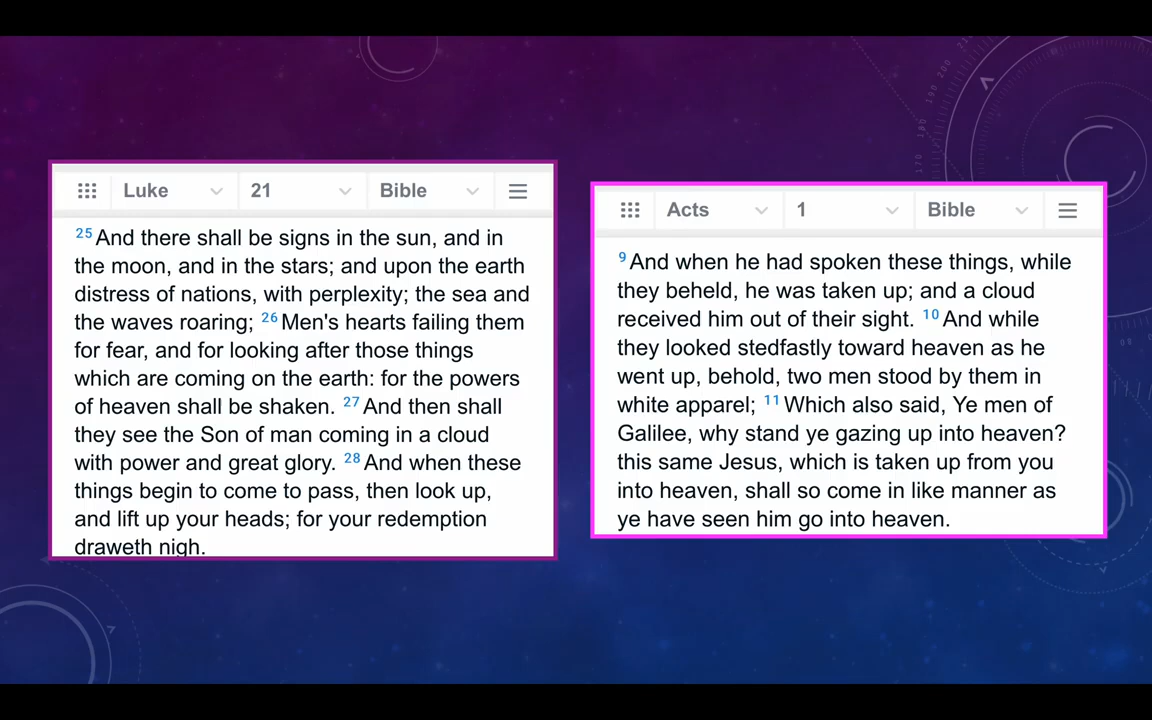 Luke 21 Bible
25 And there shall be signs in the sun, and in
the moon, and in the stars; and upon the earth
distress of nations, with perplexity; the sea and
the waves roaring; 26 Men's hearts failing them
for fear, and for looking after those things
which are coming on the earth: for the powers
of heaven shall be shaken. 27 And then shall
they see the Son of man coming in a cloud
with power and great glory. 28 And when these
things begin to come to pass, then look up,
and lift up your heads; for your redemption
draweth nigh.
Acts 1 Bible
9 And when he had spoken these things, while
they beheld, he was taken up; and a cloud
received him out of their sight. 10 And while
they looked stedfastly toward heaven as he
went up, behold, two men stood by them in
white apparel; 11 Which also said, Ye men of
Galilee, why stand ye gazing up into heaven?
this same Jesus, which is taken up from you
into heaven, shall so come in like manner as
ye have seen him go into heaven.